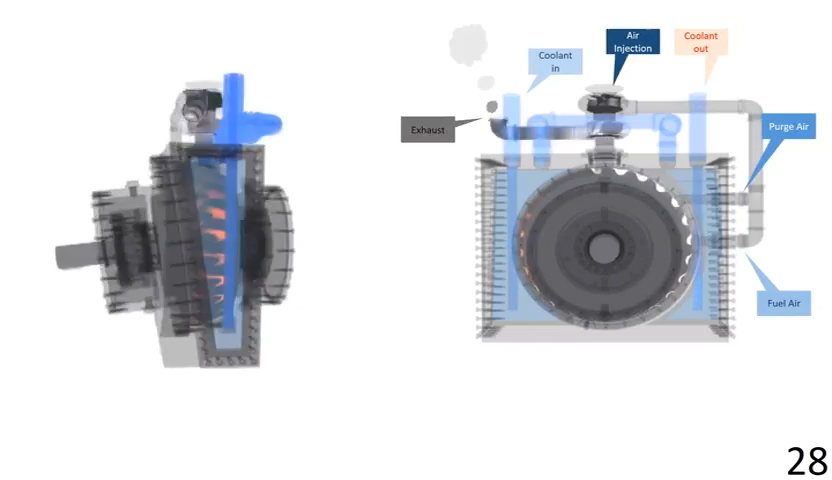 Coolant
in
Air
Injection
Coolant
out
Exhaust
Purge Air
Fuel Air
28